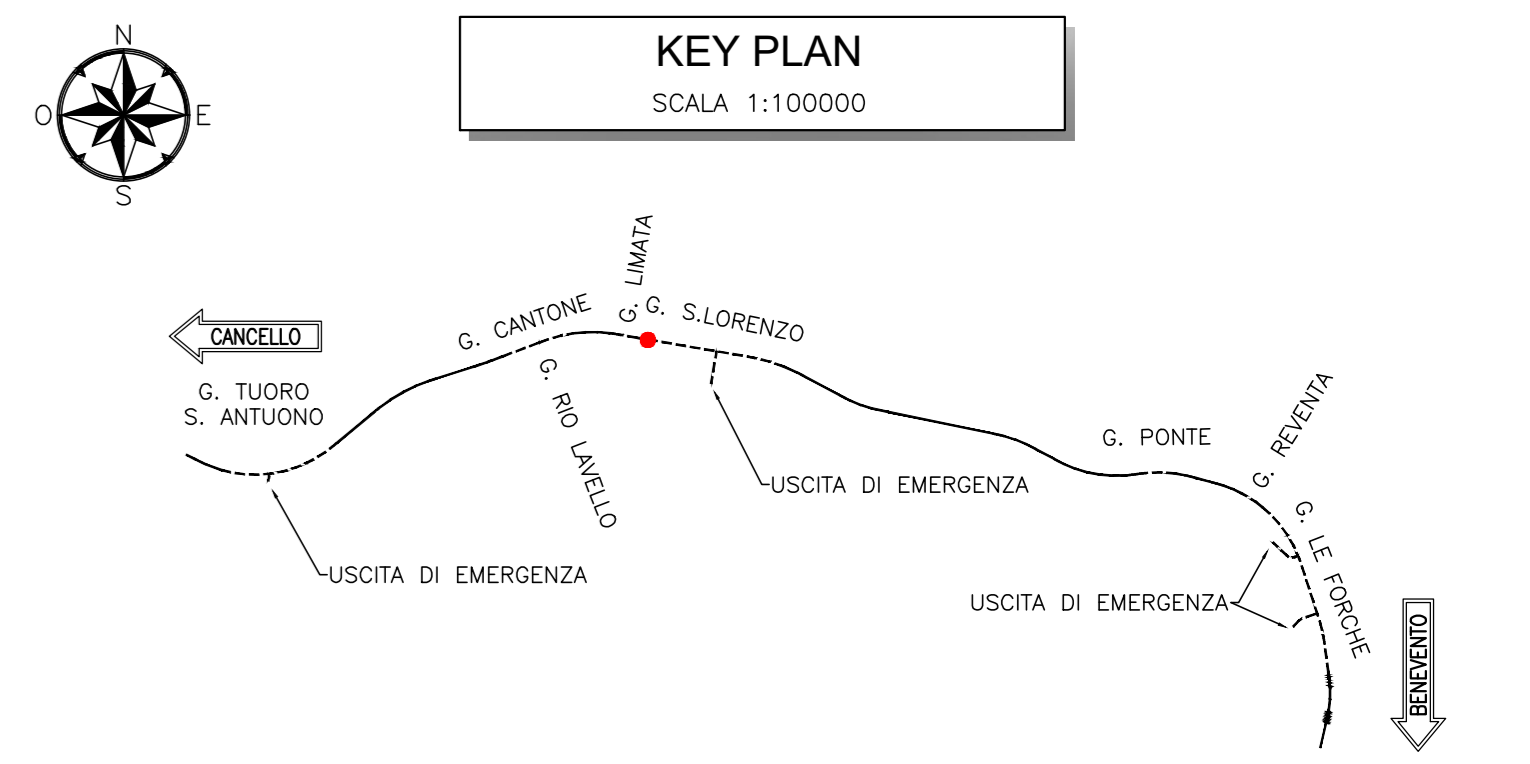 N
O
E
S
KEY PLAN
SCALA 1:100000
CANCELLO
G. TUORO
S. ANTUONO
G. CANTONE
G. RIO LAVELLO
G. LIMATA
G. S.LORENZO
USCITA DI EMERGENZA
USCITA DI EMERGENZA
G. PONTE
G. REVENTA
G. LE FORCHE
USCITA DI EMERGENZA
BENEVENTO